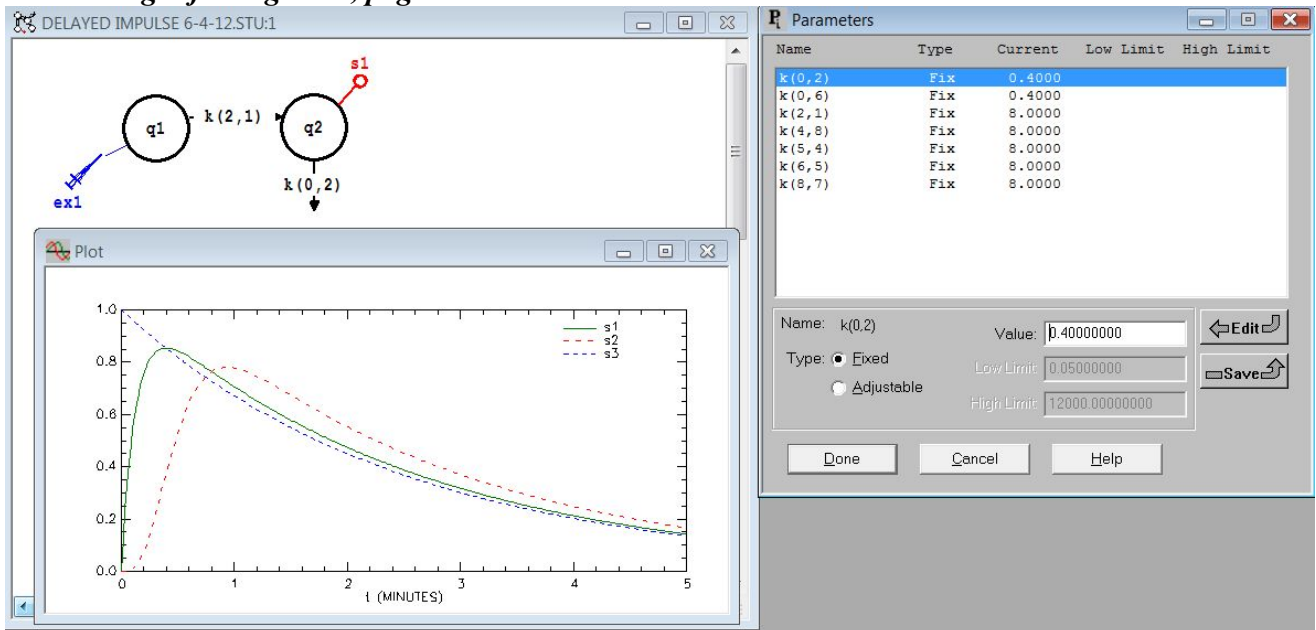 DELAYED IMPULSE 6-4-12.STU:1
s1
q1
k(2,1)
q2
k(0,2)
ex1
Plot
1.0
0.8
0.6
0.4
0.2
0.0
s1
s2
s3
0 1 2 3 4 5
t (MINUTES)
Parameters
Name Type Current Low Limit High Limit
k(0,2) Fix 0.4000
k(0,6) Fix 0.4000
k(2,1) Fix 8.0000
k(4,8) Fix 8.0000
k(5,4) Fix 8.0000
k(6,5) Fix 8.0000
k(8,7) Fix 8.0000
Name: k(0,2)
Value: 0.40000000
Type: Fixed
Low Limit: 0.05000000
Adjustable
High Limit: 12000.00000000
Edit
Save
Done Cancel Help